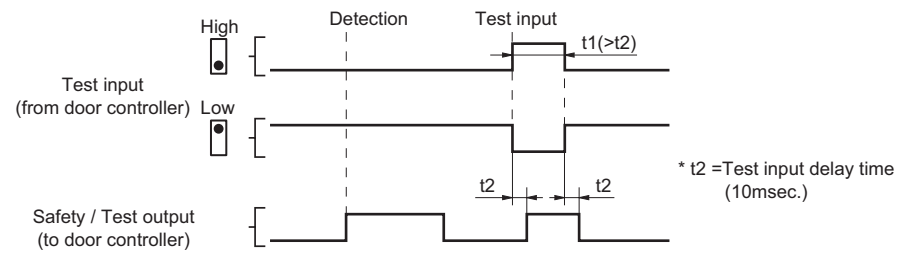 Detection
Test input
High
t1(>t2)
Test input
(from door controller)
Low
* t2 =Test input delay time
(10msec.)
t2
t2
Safety / Test output
(to door controller)